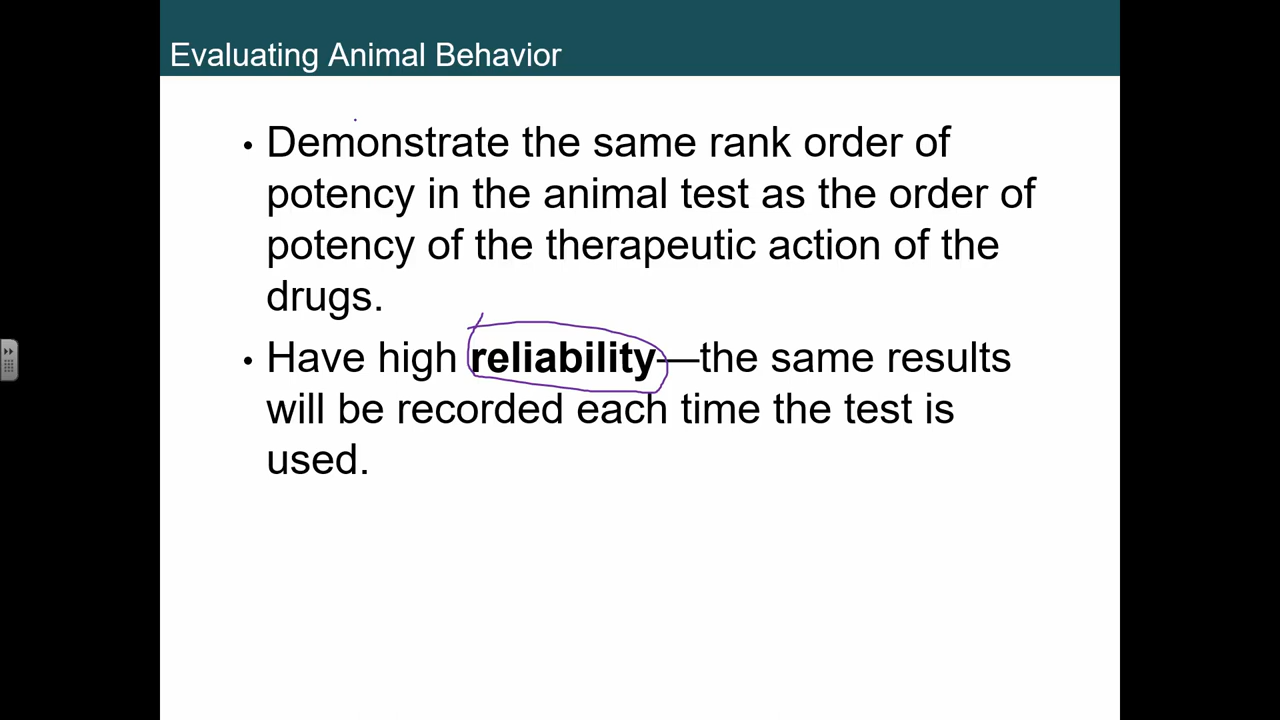 Evaluating Animal Behavior
• Demonstrate the same rank order of
potency in the animal test as the order of
potency of the therapeutic action of the
drugs.
• Have high reliability—the same results
will be recorded each time the test is
used.